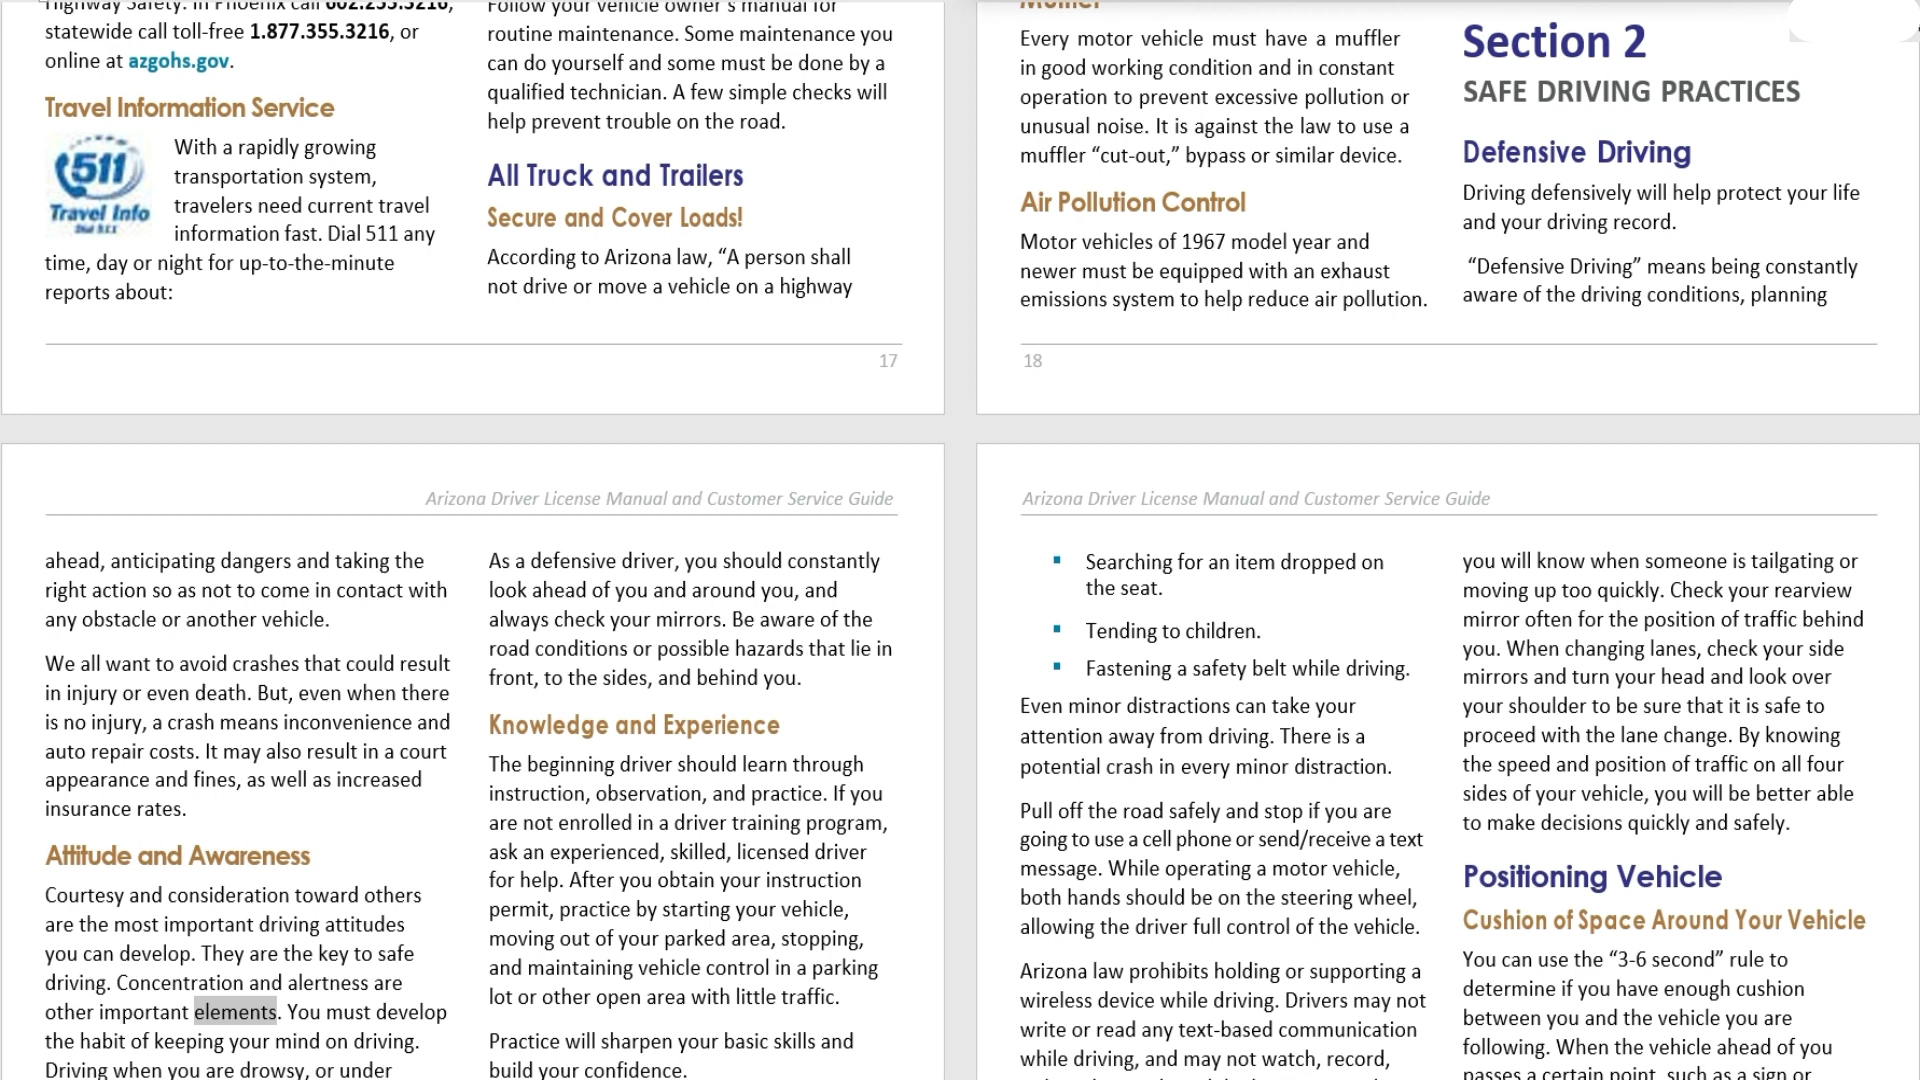 statewide call toll-free 1.877.355.3216, or
online at azgohs.gov.
Travel Information Service
511
Travel Info
Dial 511
With a rapidly growing
transportation system,
travelers need current travel
information fast. Dial 511 any
time, day or night for up-to-the-minute
reports about:
Follow your vehicle owner's manual for
routine maintenance. Some maintenance you
can do yourself and some must be done by a
qualified technician. A few simple checks will
help prevent trouble on the road.
All Truck and Trailers
Secure and Cover Loads!
According to Arizona law, “A person shall
not drive or move a vehicle on a highway
17
Muffler
Every motor vehicle must have a muffler
in good working condition and in constant
operation to prevent excessive pollution or
unusual noise. It is against the law to use a
muffler “cut-out,” bypass or similar device.
Air Pollution Control
Motor vehicles of 1967 model year and
newer must be equipped with an exhaust
emissions system to help reduce air pollution.
Section 2
SAFE DRIVING PRACTICES
Defensive Driving
Driving defensively will help protect your life
and your driving record.
“Defensive Driving” means being constantly
aware of the driving conditions, planning
18
Arizona Driver License Manual and Customer Service Guide
ahead, anticipating dangers and taking the
right action so as not to come in contact with
any obstacle or another vehicle.
We all want to avoid crashes that could result
in injury or even death. But, even when there
is no injury, a crash means inconvenience and
auto repair costs. It may also result in a court
appearance and fines, as well as increased
insurance rates.
Attitude and Awareness
Courtesy and consideration toward others
are the most important driving attitudes
you can develop. They are the key to safe
driving. Concentration and alertness are
other important elements. You must develop
the habit of keeping your mind on driving.
Driving when you are drowsy, or under
As a defensive driver, you should constantly
look ahead of you and around you, and
always check your mirrors. Be aware of the
road conditions or possible hazards that lie in
front, to the sides, and behind you.
Knowledge and Experience
The beginning driver should learn through
instruction, observation, and practice. If you
are not enrolled in a driver training program,
ask an experienced, skilled, licensed driver
for help. After you obtain your instruction
permit, practice by starting your vehicle,
moving out of your parked area, stopping,
and maintaining vehicle control in a parking
lot or other open area with little traffic.
Practice will sharpen your basic skills and
build your confidence.
Arizona Driver License Manual and Customer Service Guide
▪ Searching for an item dropped on
the seat.
▪ Tending to children.
▪ Fastening a safety belt while driving.
Even minor distractions can take your
attention away from driving. There is a
potential crash in every minor distraction.
Pull off the road safely and stop if you are
going to use a cell phone or send/receive a text
message. While operating a motor vehicle,
both hands should be on the steering wheel,
allowing the driver full control of the vehicle.
Arizona law prohibits holding or supporting a
wireless device while driving. Drivers may not
write or read any text-based communication
while driving, and may not watch, record,
you will know when someone is tailgating or
moving up too quickly. Check your rearview
mirror often for the position of traffic behind
you. When changing lanes, check your side
mirrors and turn your head and look over
your shoulder to be sure that it is safe to
proceed with the lane change. By knowing
the speed and position of traffic on all four
sides of your vehicle, you will be better able
to make decisions quickly and safely.
Positioning Vehicle
Cushion of Space Around Your Vehicle
You can use the “3-6 second” rule to
determine if you have enough cushion
between you and the vehicle you are
following. When the vehicle ahead of you
passes a certain point, such as a sign or